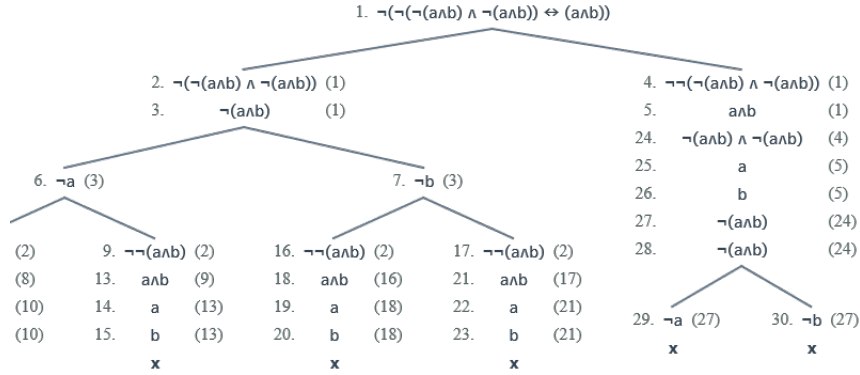 1. ¬(¬(¬(a∧b) ∧ ¬(a∧b)) ↔ (a∧b))
2. ¬(¬(a∧b) ∧ ¬(a∧b)) (1)
4. ¬¬(¬(a∧b) ∧ ¬(a∧b)) (1)
3. ¬(a∧b) (1)
5. a∧b (1)
24. ¬(a∧b) ∧ ¬(a∧b) (4)
25. a (5)
6. ¬a (3)
7. ¬b (3)
26. b (5)
27. ¬(a∧b) (24)
(2) 9. ¬¬(a∧b) (2) 16. ¬¬(a∧b) (2) 17. ¬¬(a∧b) (2)
28. ¬(a∧b) (24)
(8) 13. a∧b (9) 18. a∧b (16) 21. a∧b (17)
(10) 14. a (13) 19. a (18) 22. a (21)
29. ¬a (27) 30. ¬b (27)
(10) 15. b (13) 20. b (18) 23. b (21)
x x
x x x